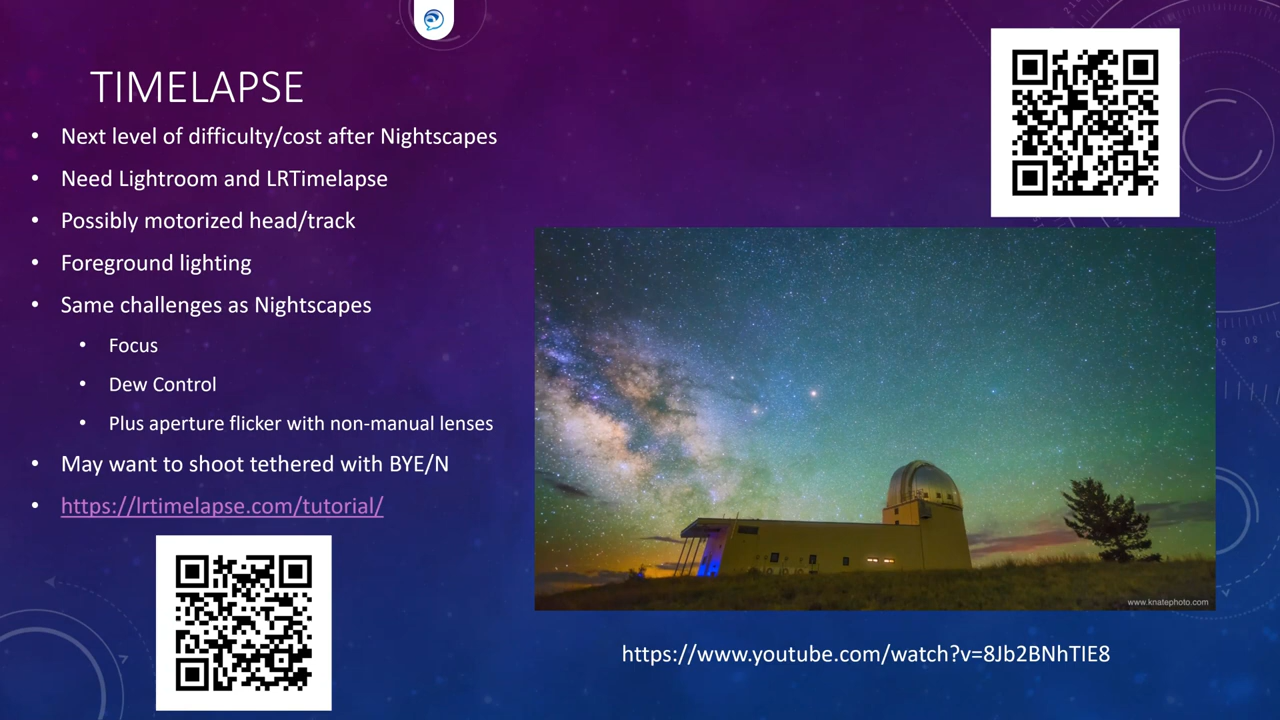 TIMELAPSE
• Next level of difficulty/cost after Nightscapes
• Need Lightroom and LRTimelapse
• Possibly motorized head/track
• Foreground lighting
• Same challenges as Nightscapes
• Focus
• Dew Control
• Plus aperture flicker with non-manual lenses
• May want to shoot tethered with BYE/N
• https://lrtimelapse.com/tutorial/
www.knatephoto.com
https://www.youtube.com/watch?v=8Jb2BNhTIE8